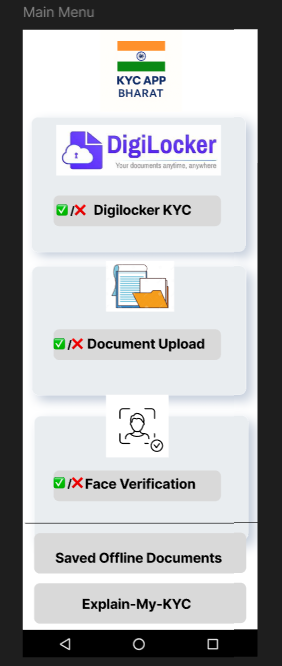 Main Menu
KYC APP
BHARAT
DigiLocker
Your documents anytime, anywhere
✅/❌ Digilocker KYC
✅/❌ Document Upload
✅/❌ Face Verification
Saved Offline Documents
Explain-My-KYC